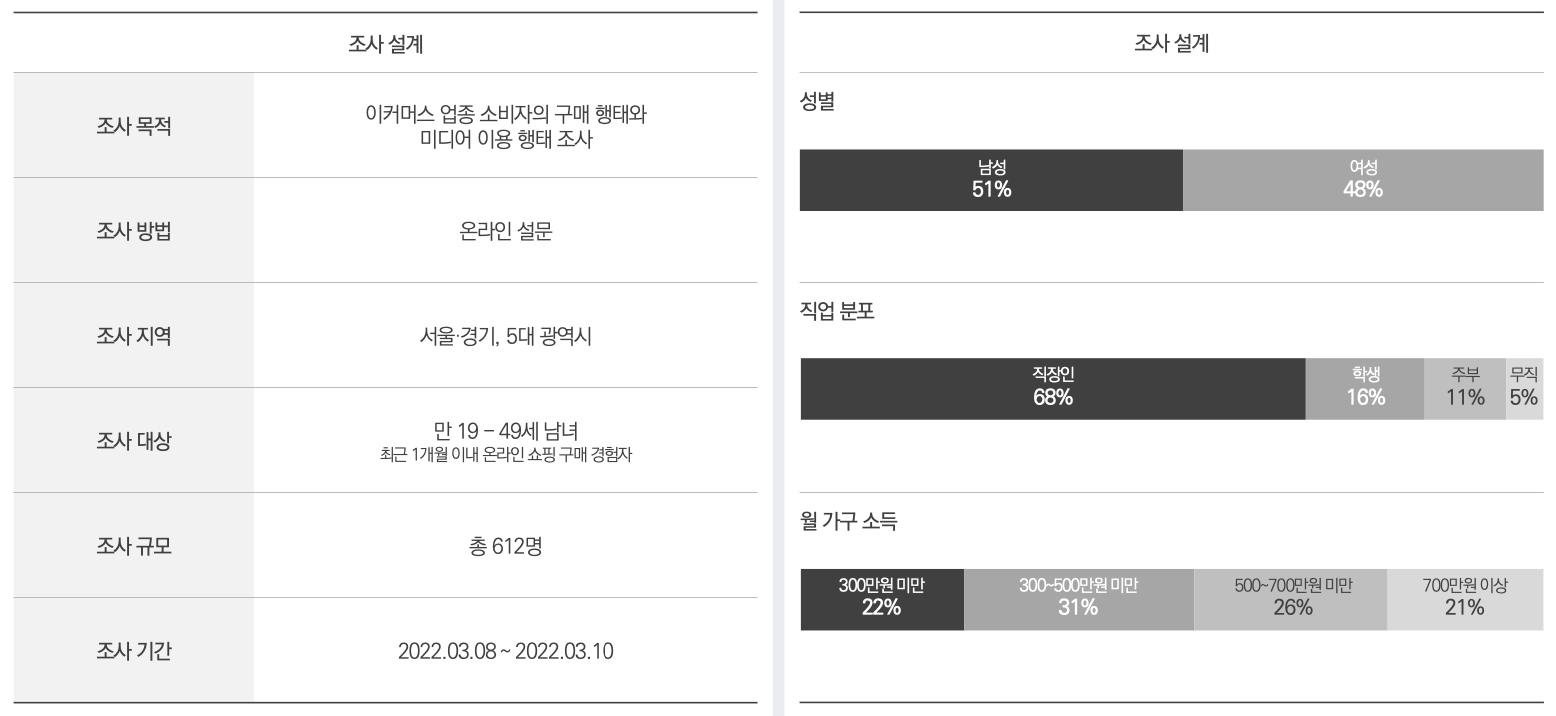 조사 설계
조사 목적
이커머스 업종 소비자의 구매 행태와
미디어 이용 행태 조사
조사 방법
온라인 설문
조사 지역
서울·경기, 5대 광역시
조사 대상
만 19 – 49세 남녀
최근 1개월 이내 온라인 쇼핑 구매 경험자
조사 규모
총 612명
조사 기간
2022.03.08 ~ 2022.03.10
조사 설계
성별
남성 여성
51% 48%
직업 분포
직장인 학생 주부 무직
68% 16% 11% 5%
월 가구 소득
300만원 미만 300~500만원 미만 500~700만원 미만 700만원 이상
22% 31% 26% 21%